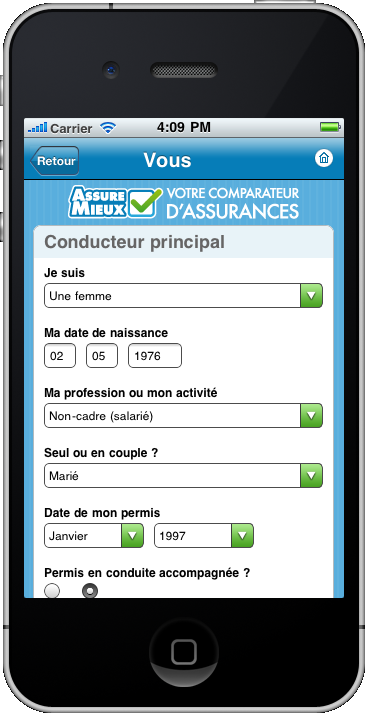 Carrier 4:09 PM
Retour Vous
ASSURE MIEUX VOTRE COMPARATEUR D'ASSURANCES
Conducteur principal
Je suis
Une femme
Ma date de naissance
02 05 1976
Ma profession ou mon activité
Non-cadre (salarié)
Seul ou en couple ?
Marié
Date de mon permis
Janvier 1997
Permis en conduite accompagnée ?